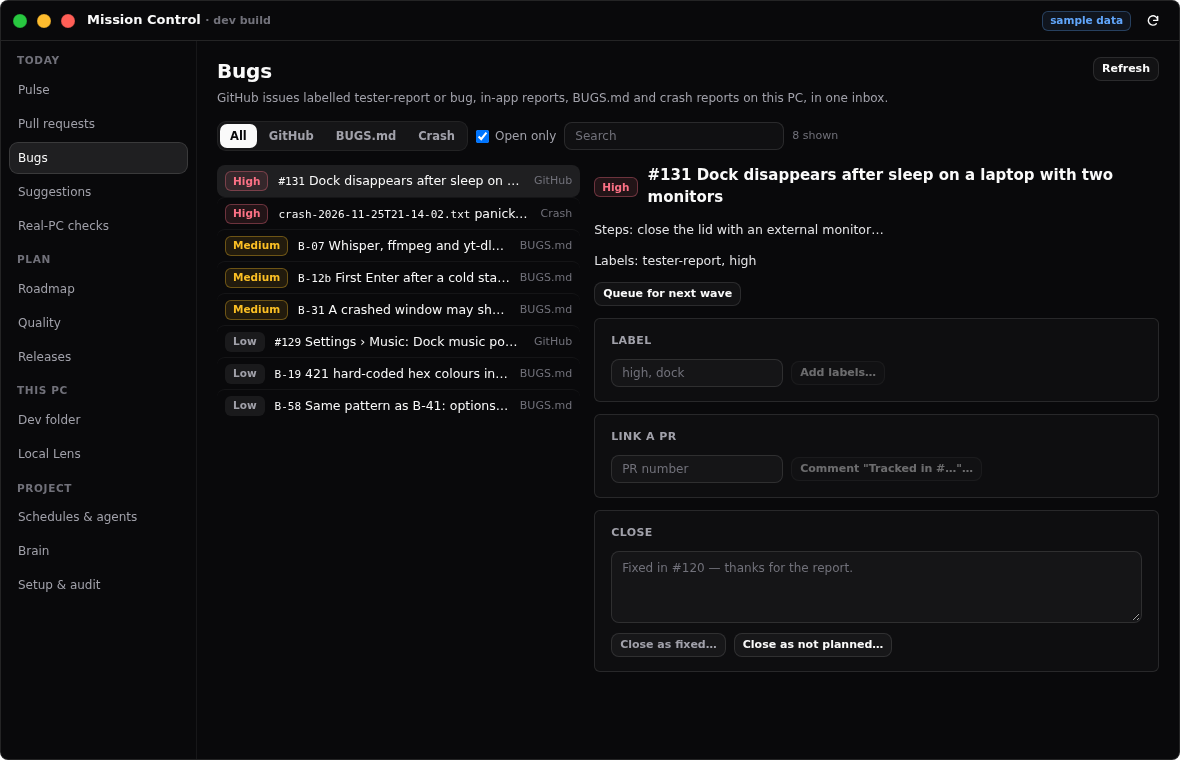 Mission Control · dev build
sample data
TODAY
Pulse
Pull requests
Bugs
Suggestions
Real-PC checks
PLAN
Roadmap
Quality
Releases
THIS PC
Dev folder
Local Lens
PROJECT
Schedules & agents
Brain
Setup & audit
Bugs
Refresh
GitHub issues labelled tester-report or bug, in-app reports, BUGS.md and crash reports on this PC, in one inbox.
All GitHub BUGS.md Crash Open only Search 8 shown
High #131 Dock disappears after sleep on … GitHub
High crash-2026-11-25T21-14-02.txt panick… Crash
Medium B-07 Whisper, ffmpeg and yt-dl… BUGS.md
Medium B-12b First Enter after a cold sta… BUGS.md
Medium B-31 A crashed window may sh… BUGS.md
Low #129 Settings › Music: Dock music po… GitHub
Low B-19 421 hard-coded hex colours in… BUGS.md
Low B-58 Same pattern as B-41: options… BUGS.md
High #131 Dock disappears after sleep on a laptop with two
monitors
Steps: close the lid with an external monitor…
Labels: tester-report, high
Queue for next wave
LABEL
high, dock Add labels…
LINK A PR
PR number Comment "Tracked in #…"…
CLOSE
Fixed in #120 — thanks for the report.
Close as fixed… Close as not planned…